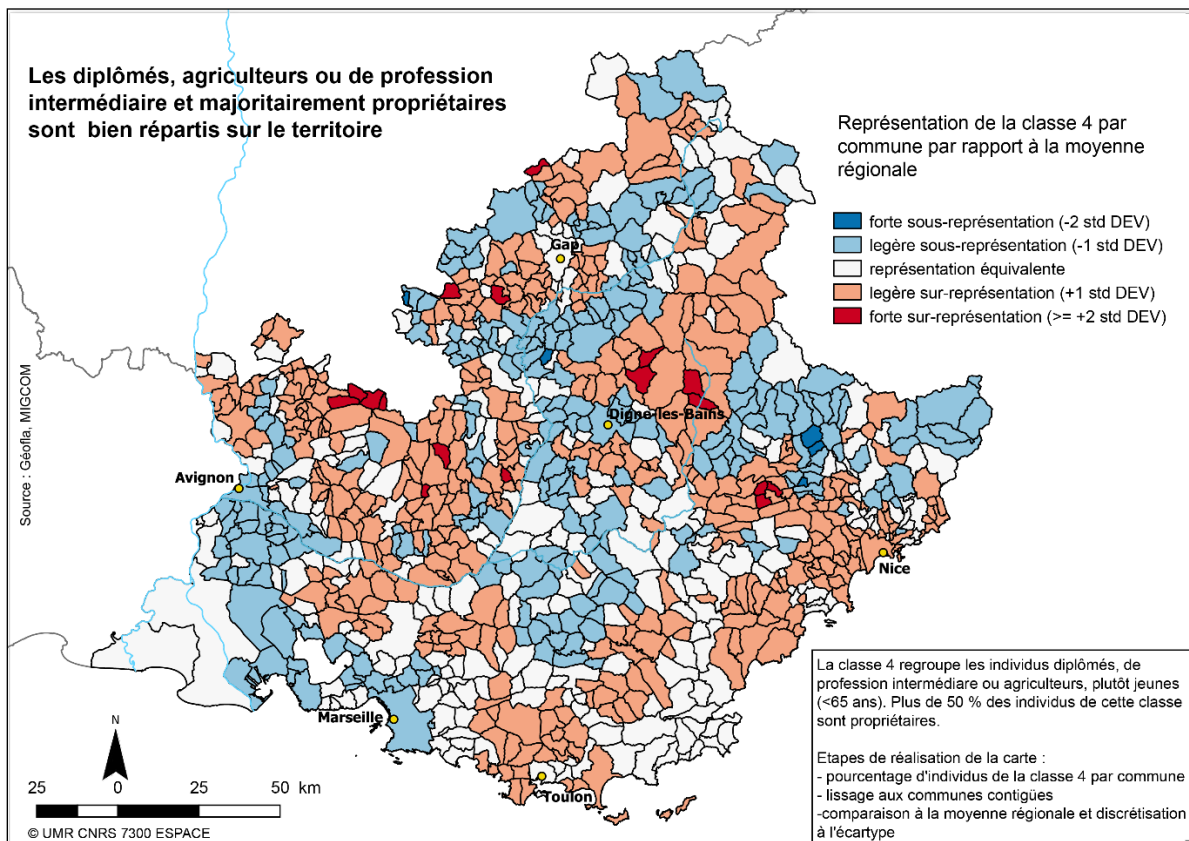 Les diplômés, agriculteurs ou de profession
intermédiaire et majoritairement propriétaires
sont bien répartis sur le territoire
Représentation de la classe 4 par
commune par rapport à la moyenne
régionale
forte sous-représentation (-2 std DEV)
legère sous-représentation (-1 std DEV)
représentation équivalente
legère sur-représentation (+1 std DEV)
forte sur-représentation (>= +2 std DEV)
Gap
Digne-les-Bains
Avignon
Nice
Marseille
Toulon
Source : Géofla, MIGCOM
N
25 0 25 50 km
© UMR CNRS 7300 ESPACE
La classe 4 regroupe les individus diplômés, de
profession intermédiare ou agriculteurs, plutôt jeunes
(<65 ans). Plus de 50 % des individus de cette classe
sont propriétaires.
Etapes de réalisation de la carte :
- pourcentage d'individus de la classe 4 par commune
- lissage aux communes contigües
-comparaison à la moyenne régionale et discrétisation
à l'écartype